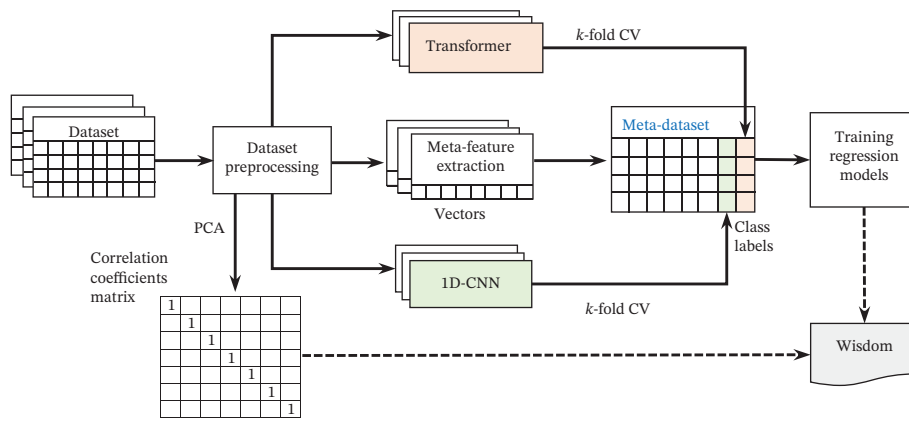 Transformer
k-fold CV
Dataset
Dataset
preprocessing
Meta-feature
extraction
Vectors
Meta-dataset
Training
regression
models
PCA
Class
labels
Correlation
coefficients
matrix
1D-CNN
k-fold CV
1
1
1
1
1
1
1
Wisdom